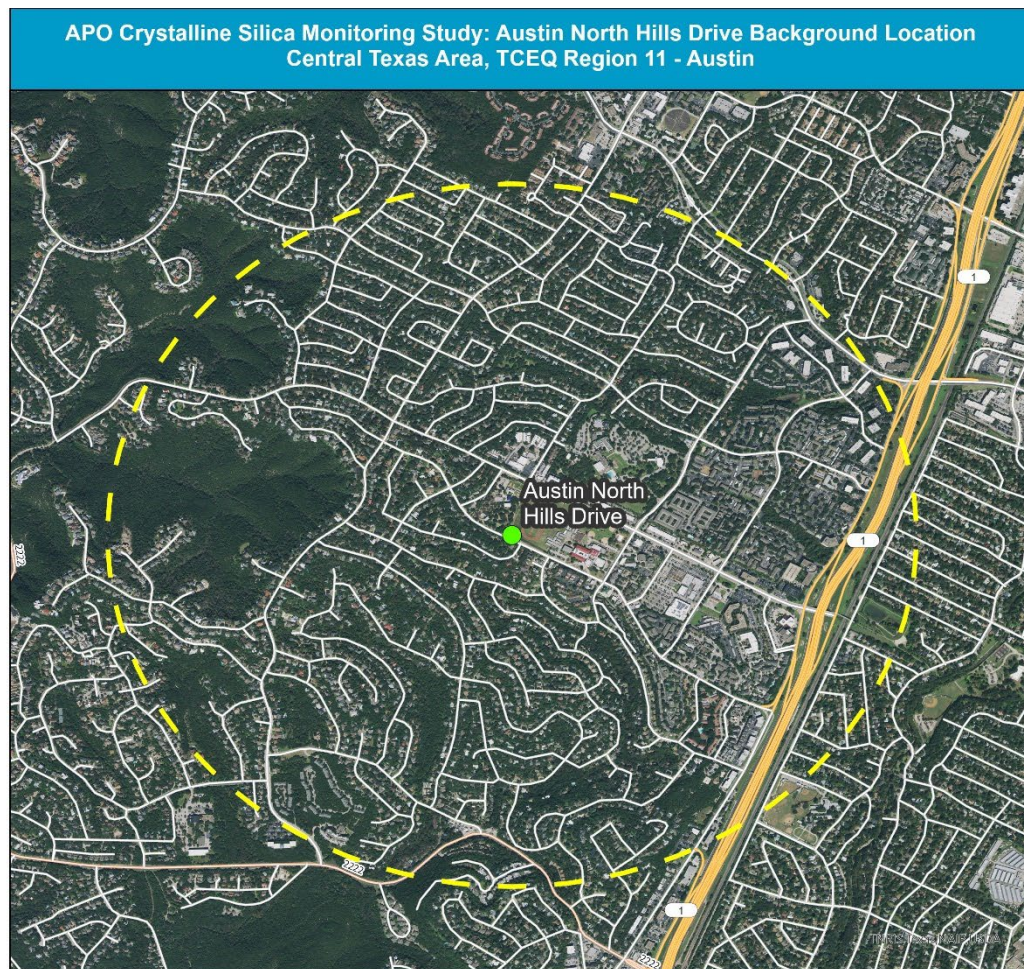 APO Crystalline Silica Monitoring Study: Austin North Hills Drive Background Location
Central Texas Area, TCEQ Region 11 - Austin
1
Austin North
Hills Drive
1
2222
2222
1
2222